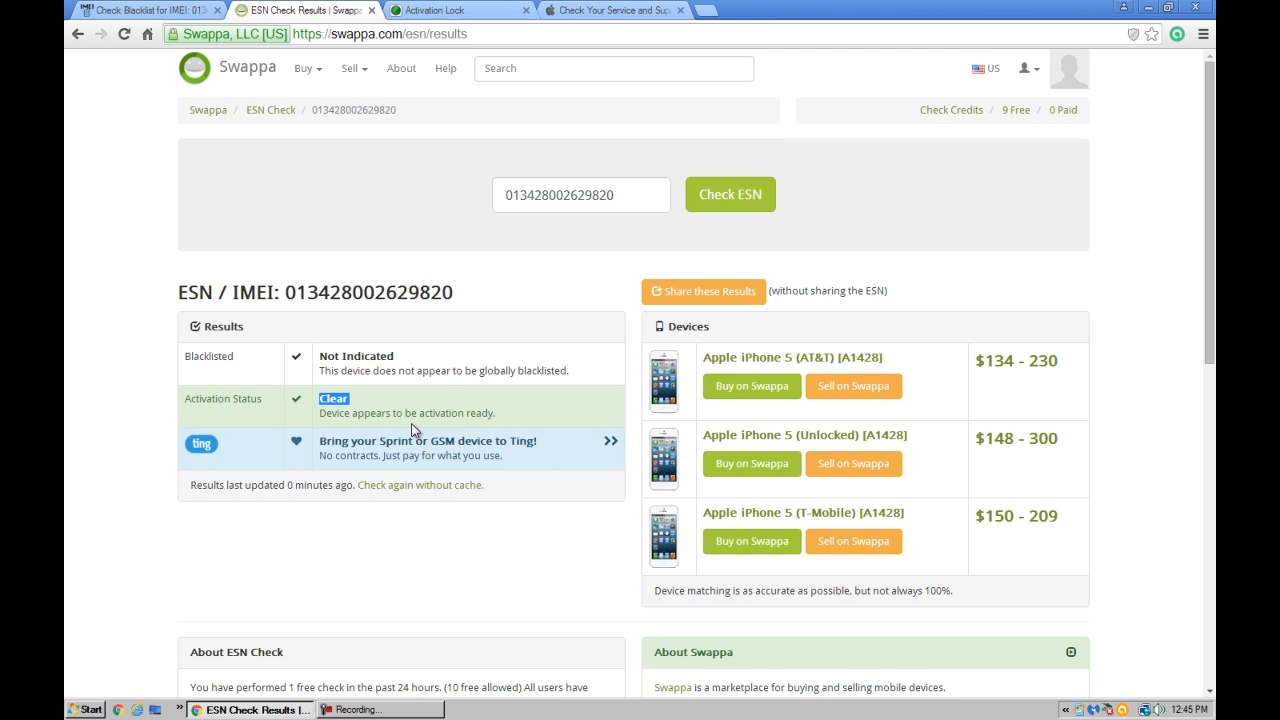 Check Blacklist for IMEI: 013
ESN Check Results | Swappa
Activation Lock
Check Your Service and Sup
Swappa, LLC [US]
https://swappa.com/esn/results
Swappa
Buy
Sell
About
Help
Search
US
Swappa / ESN Check / 013428002629820
Check Credits / 9 Free / 0 Paid
013428002629820
Check ESN
ESN / IMEI: 013428002629820
Share these Results (without sharing the ESN)
Results
Blacklisted
Not Indicated
This device does not appear to be globally blacklisted.
Activation Status
Clear
Device appears to be activation ready.
ting
Bring your Sprint or GSM device to Ting!
No contracts. Just pay for what you use.
Results last updated 0 minutes ago. Check again without cache.
Devices
Apple iPhone 5 (AT&T) [A1428]
Buy on Swappa
Sell on Swappa
$134 - 230
Apple iPhone 5 (Unlocked) [A1428]
Buy on Swappa
Sell on Swappa
$148 - 300
Apple iPhone 5 (T-Mobile) [A1428]
Buy on Swappa
Sell on Swappa
$150 - 209
Device matching is as accurate as possible, but not always 100%.
About ESN Check
You have performed 1 free check in the past 24 hours. (10 free allowed) All users have
About Swappa
Swappa is a marketplace for buying and selling mobile devices.
Start
ESN Check Results |...
Recording...
12:45 PM